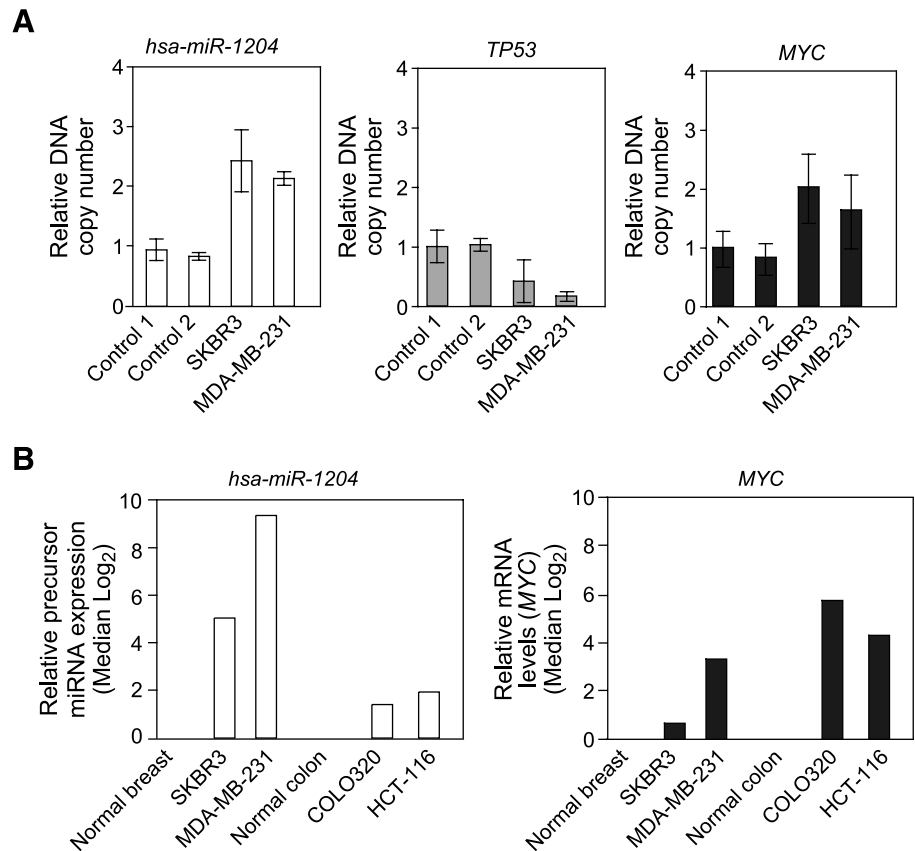 A
hsa-miR-1204
Relative DNA
copy number
4
3
2
1
0
Control 1
Control 2
SKBR3
MDA-MB-231
TP53
Relative DNA
copy number
4
3
2
1
0
Control 1
Control 2
SKBR3
MDA-MB-231
MYC
Relative DNA
copy number
4
3
2
1
0
Control 1
Control 2
SKBR3
MDA-MB-231
B
hsa-miR-1204
Relative precursor
miRNA expression
(Median Log2)
10
8
6
4
2
0
Normal breast
SKBR3
MDA-MB-231
Normal colon
COLO320
HCT-116
MYC
Relative mRNA
levels (MYC)
(Median Log2)
10
8
6
4
2
0
Normal breast
SKBR3
MDA-MB-231
Normal colon
COLO320
HCT-116